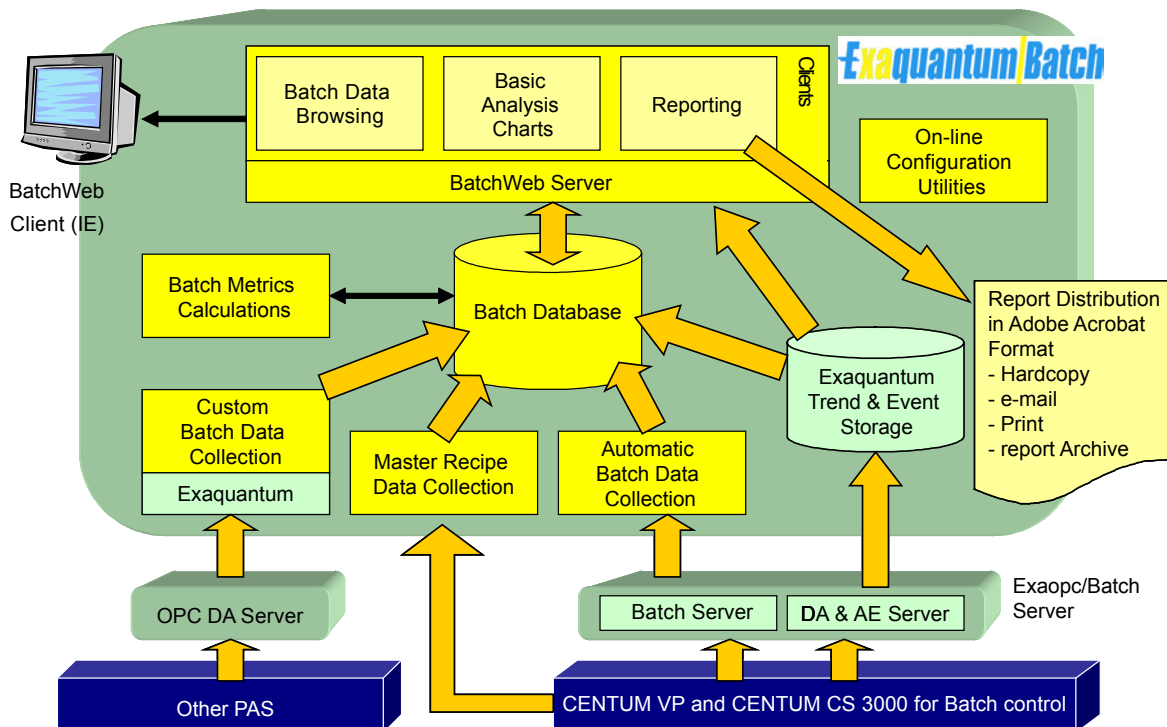 Exaquantum/Batch
Clients
Batch Data
Browsing
Basic
Analysis
Charts
Reporting
BatchWeb Server
On-line
Configuration
Utilities
BatchWeb
Client (IE)
Batch Metrics
Calculations
Batch Database
Report Distribution
in Adobe Acrobat
Format
- Hardcopy
- e-mail
- Print
- report Archive
Exaquantum
Trend & Event
Storage
Custom
Batch Data
Collection
Exaquantum
Master Recipe
Data Collection
Automatic
Batch Data
Collection
OPC DA Server
Batch Server
DA & AE Server
Exaopc/Batch
Server
Other PAS
CENTUM VP and CENTUM CS 3000 for Batch control